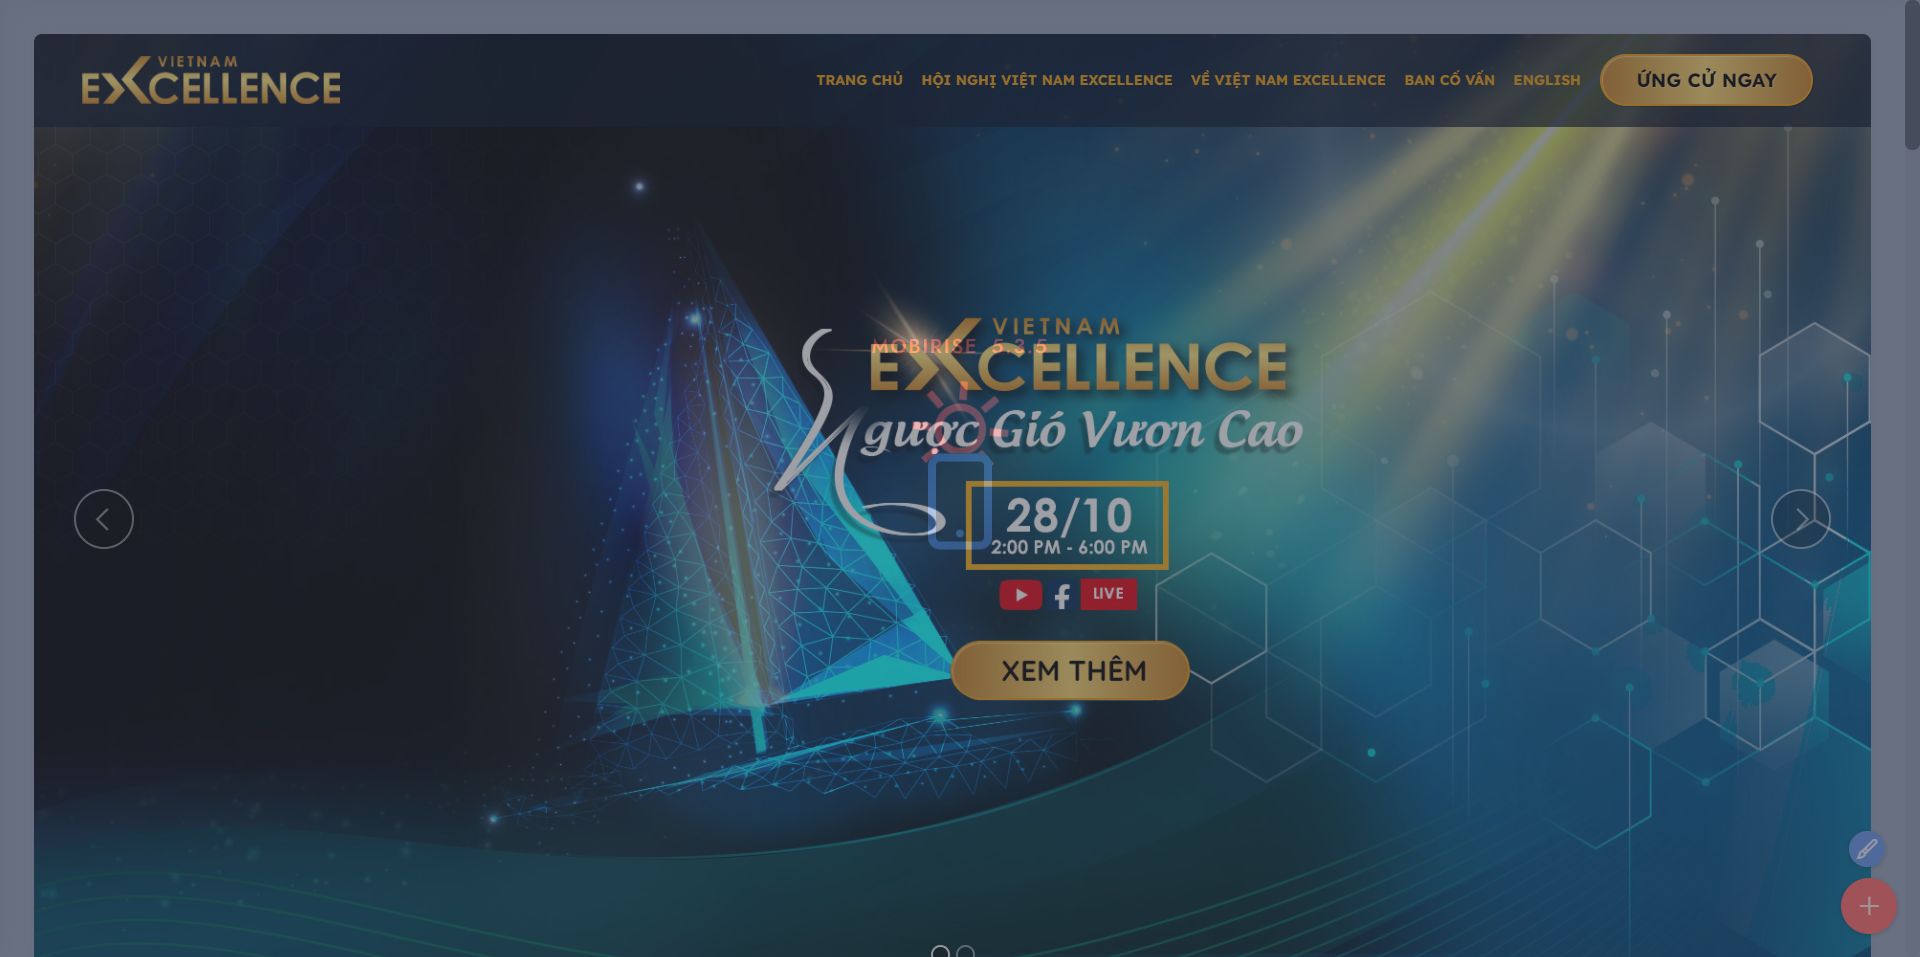 VIETNAM
EXCELLENCE
TRANG CHỦ
HỘI NGHỊ VIỆT NAM EXCELLENCE
VỀ VIỆT NAM EXCELLENCE
BAN CỐ VẤN
ENGLISH
ỨNG CỬ NGAY
VIETNAM
MOBIRISE 5.3.5
EXCELLENCE
Ngược Gió Vươn Cao
28/10
2:00 PM - 6:00 PM
LIVE
XEM THÊM